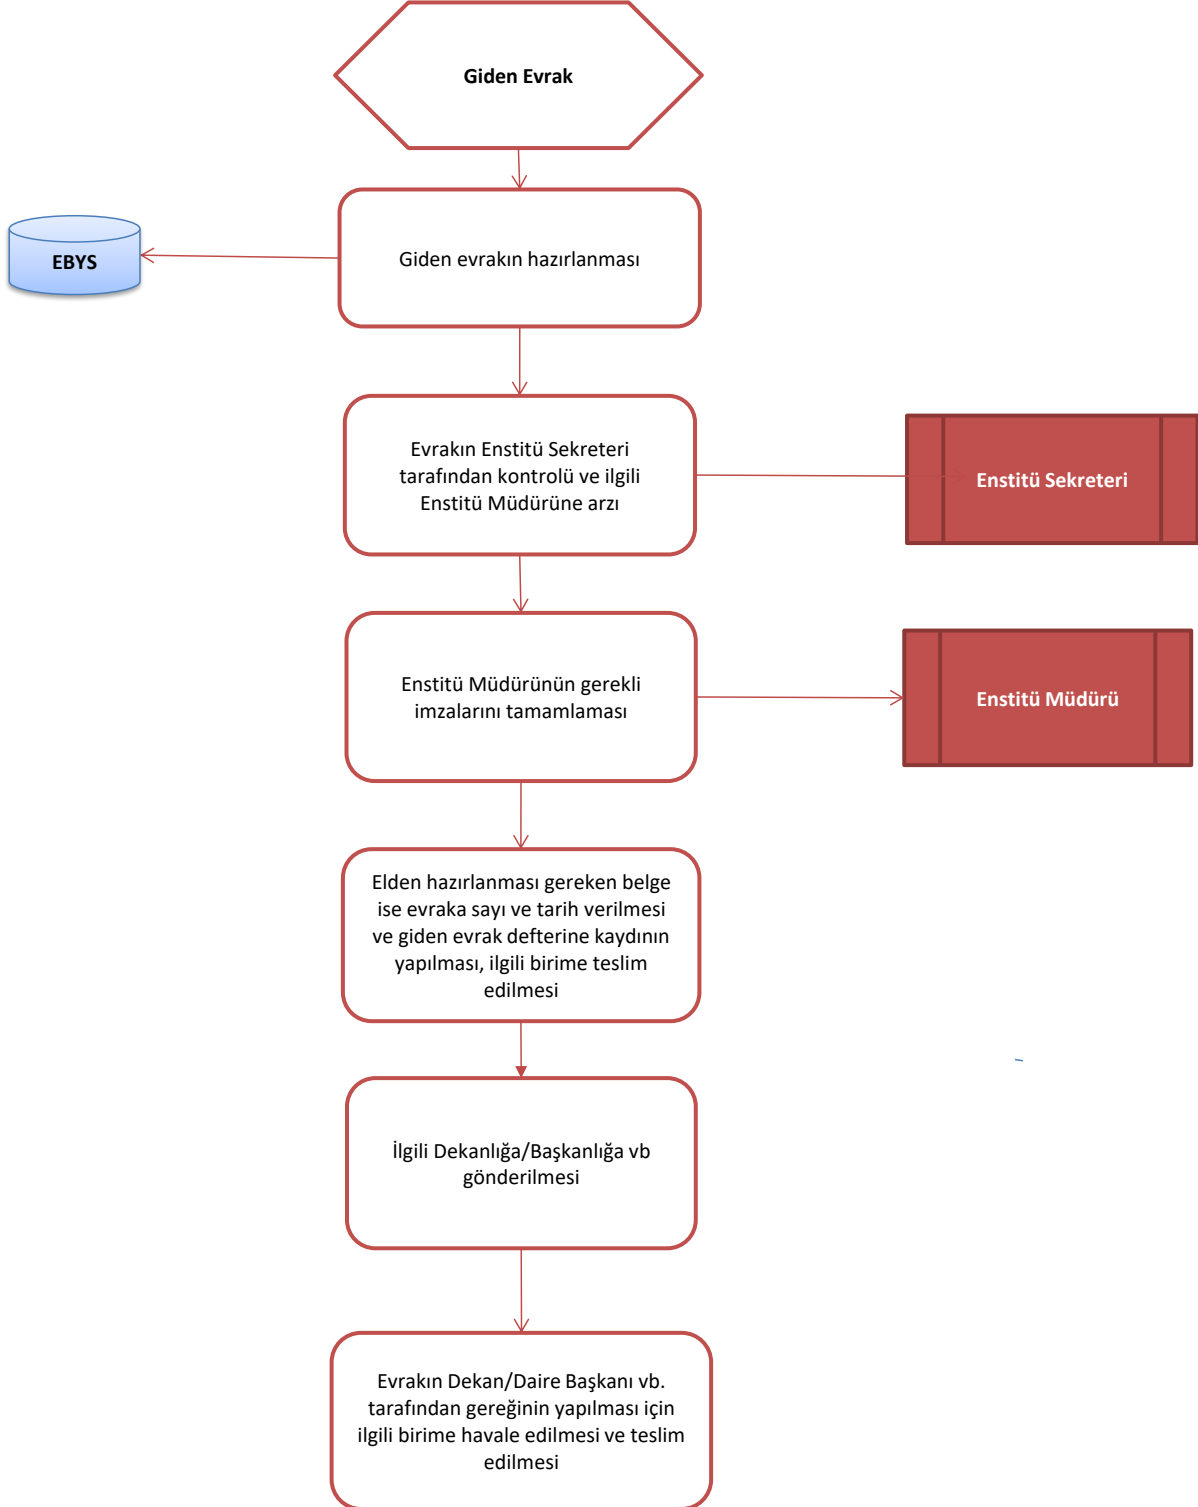 Giden Evrak
EBYS
Giden evrakın hazırlanması
Evrakın Enstitü Sekreteri
tarafından kontrolü ve ilgili
Enstitü Müdürüne arzı
Enstitü Sekreteri
Enstitü Müdürünün gerekli
imzalarını tamamlaması
Enstitü Müdürü
Elden hazırlanması gereken belge
ise evraka sayı ve tarih verilmesi
ve giden evrak defterine kaydının
yapılması, ilgili birime teslim
edilmesi
İlgili Dekanlığa/Başkanlığa vb
gönderilmesi
Evrakın Dekan/Daire Başkanı vb.
tarafından gereğinin yapılması için
ilgili birime havale edilmesi ve teslim
edilmesi